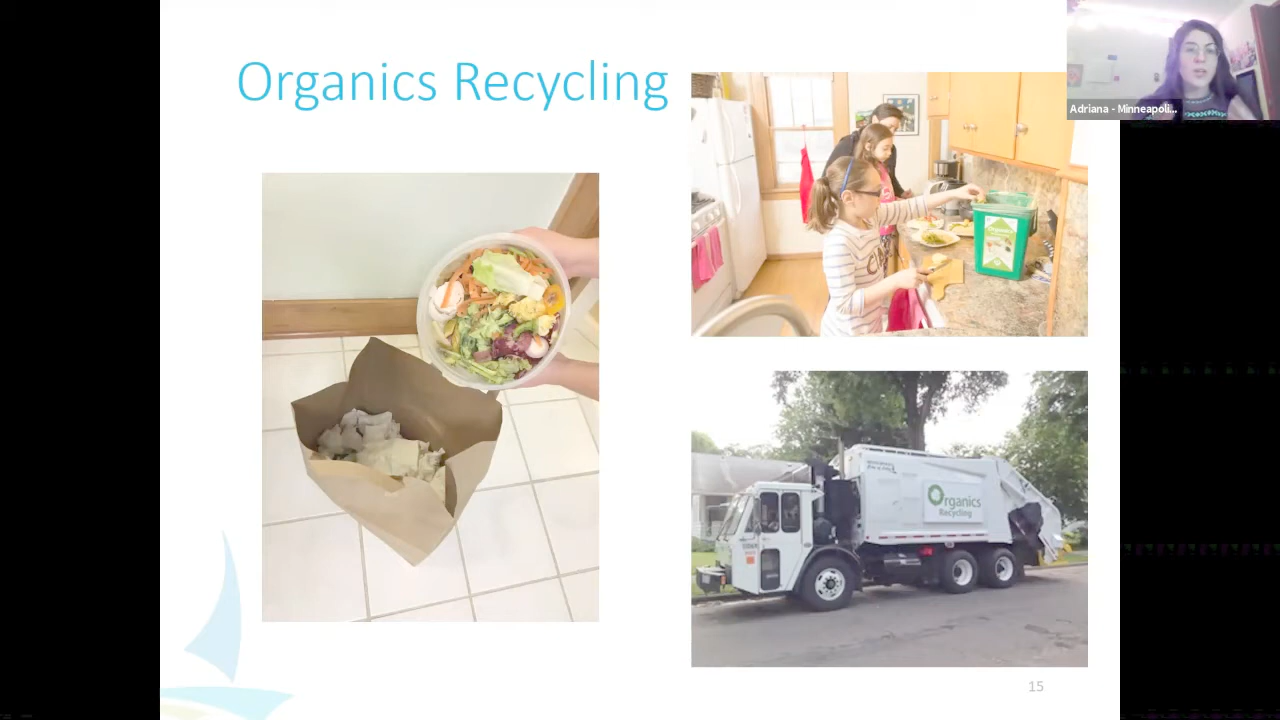 Organics Recycling
Adriana - Minneapoli...
Organics
Recycling
15